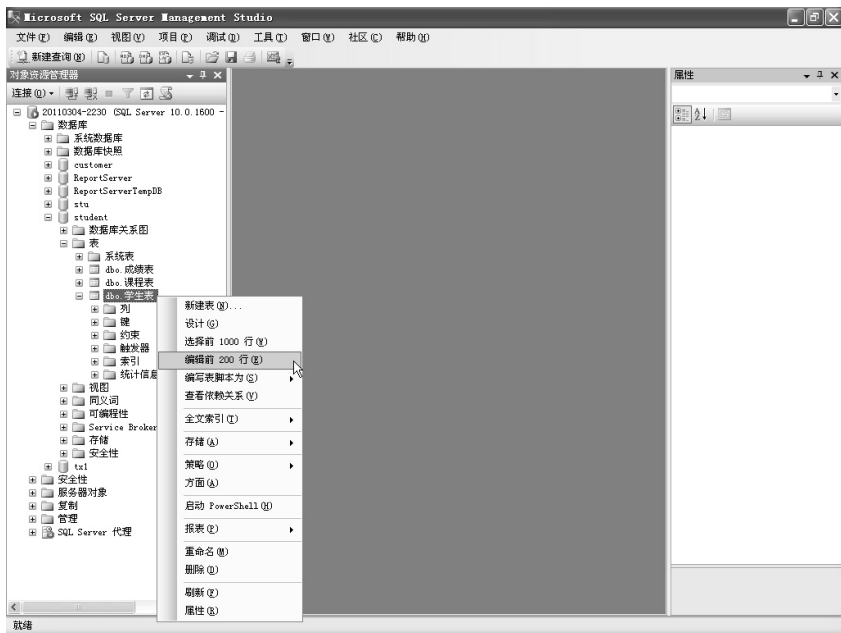 Microsoft SQL Server Management Studio
文件(F) 编辑(E) 视图(V) 项目(P) 调试(D) 工具(T) 窗口(W) 社区(C) 帮助(H)
新建查询(N)
对象资源管理器
属性
连接(O)
20110304-2230 (SQL Server 10.0.1600 -
数据库
系统数据库
数据库快照
customer
ReportServer
ReportServerTempDB
stu
student
数据库关系图
表
系统表
dbo.成绩表
dbo.课程表
dbo.学生表
列
键
约束
触发器
索引
统计信息
视图
同义词
可编程性
Service Broker
存储
安全性
tx1
安全性
服务器对象
复制
管理
SQL Server 代理
新建表(N)...
设计(G)
选择前 1000 行(W)
编辑前 200 行(E)
编写表脚本为(S)
查看依赖关系(V)
全文索引(T)
存储(A)
策略(O)
方面(A)
启动 PowerShell(H)
报表(P)
重命名(M)
删除(D)
刷新(F)
属性(R)
就绪